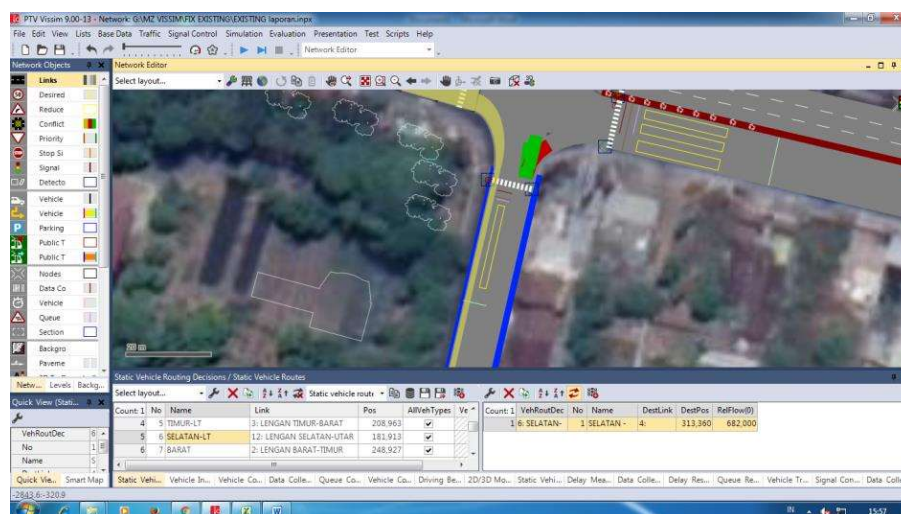 PTV Vissim 9.00-13 - Network: G:\MZ VISSIM\FIX EXISTING\EXISTING laporan.inpx
File Edit View Lists Base Data Traffic Signal Control Simulation Evaluation Presentation Test Scripts Help
Network Editor
Network Objects
Network Editor
Links
Select layout...
Desired
Reduce
Conflict
Priority
Stop Si
Signal
Detecto
Vehicle
Vehicle
Parking
Public T
Public T
Nodes
Data Co
Vehicle
Queue
Section
Backgro
Paveme
20 m
Netw... Levels Backg...
Static Vehicle Routing Decisions / Static Vehicle Routes
Select layout... Static vehicle route
Quick View (Stati...
Count: 1 No Name Link Pos AllVehTypes Ve
Count: 1 VehRoutDec No Name DestLink DestPos RelFlow(0)
4 5 TIMUR-LT 3: LENGAN TIMUR-BARAT 208,963
1 6: SELATAN- 1 SELATAN - 4: 313,360 682,000
5 6 SELATAN-LT 12: LENGAN SELATAN-UTAR 181,913
6 7 BARAT 2: LENGAN BARAT-TIMUR 248,927
VehRoutDec 6
No 1
Name S
Quick Vie... Smart Map
Static Vehi... Vehicle In... Vehicle Co... Data Colle... Queue Co... Vehicle Co... Driving Be... 2D/3D Mo... Static Vehi... Delay Mea... Data Colle... Delay Res... Queue Re... Vehicle Tr... Signal Con... Data Coll
-2843.6:-320.9
IN 15:57